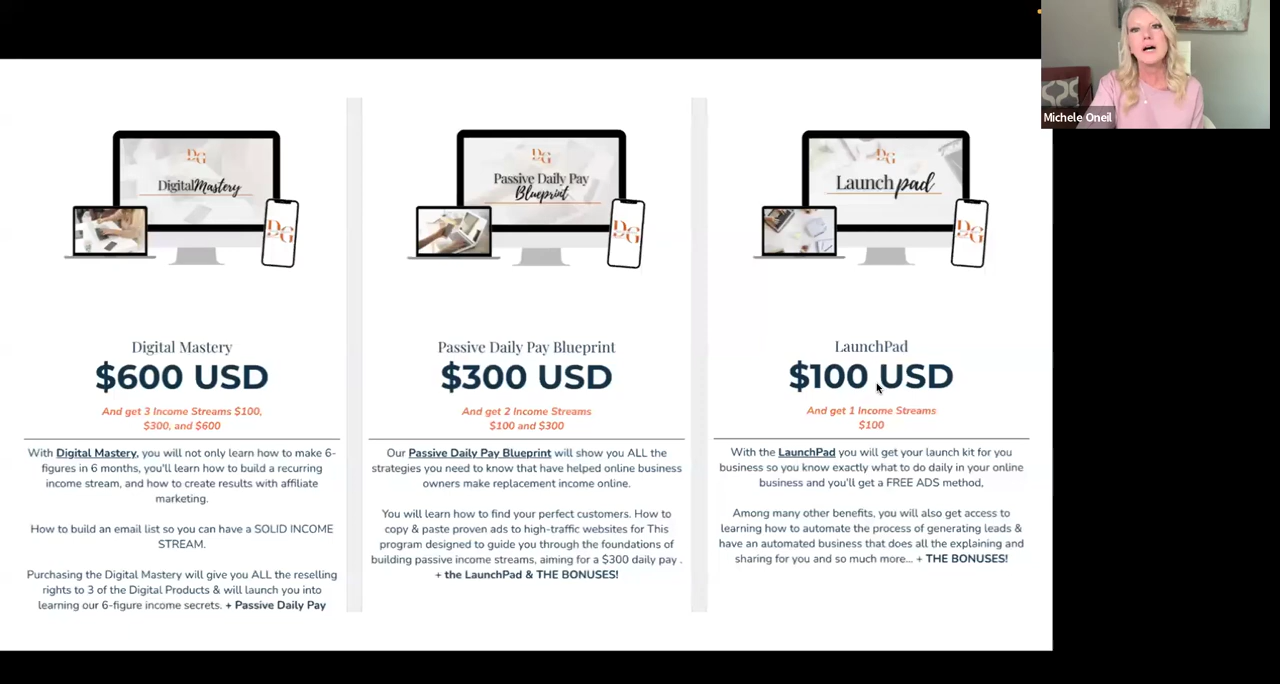 Michele Oneil
DG
DigitalMastery
DG
DG
Passive Daily Pay
Blueprint
DG
DG
Launch pad
DG
Digital Mastery
$600 USD
And get 3 Income Streams $100,
$300, and $600
With Digital Mastery, you will not only learn how to make 6-
figures in 6 months, you'll learn how to build a recurring
income stream, and how to create results with affiliate
marketing.
How to build an email list so you can have a SOLID INCOME
STREAM.
Purchasing the Digital Mastery will give you ALL the reselling
rights to 3 of the Digital Products & will launch you into
learning our 6-figure income secrets. + Passive Daily Pay
Passive Daily Pay Blueprint
$300 USD
And get 2 Income Streams
$100 and $300
Our Passive Daily Pay Blueprint will show you ALL the
strategies you need to know that have helped online business
owners make replacement income online.
You will learn how to find your perfect customers. How to
copy & paste proven ads to high-traffic websites for This
program designed to guide you through the foundations of
building passive income streams, aiming for a $300 daily pay .
+ the LaunchPad & THE BONUSES!
LaunchPad
$100 USD
And get 1 Income Streams
$100
With the LaunchPad you will get your launch kit for you
business so you know exactly what to do daily in your online
business and you'll get a FREE ADS method,
Among many other benefits, you will also get access to
learning how to automate the process of generating leads &
have an automated business that does all the explaining and
sharing for you and so much more... + THE BONUSES!